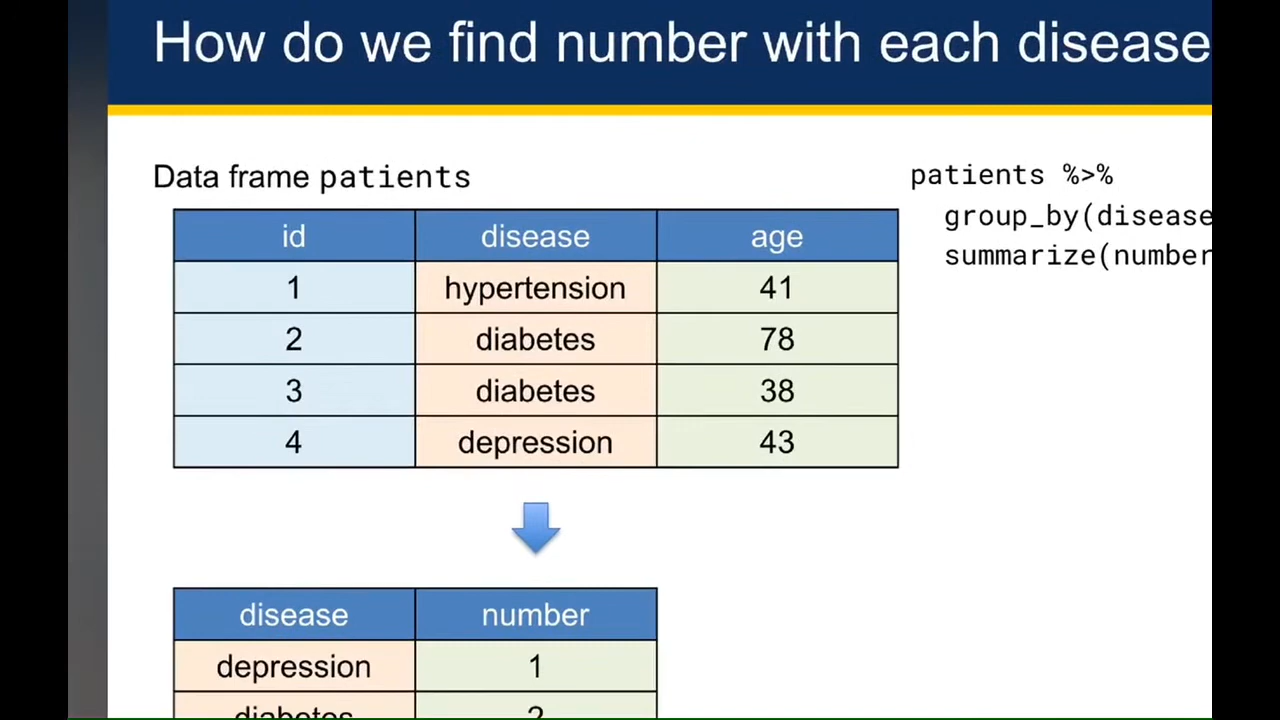 How do we find number with each disease
Data frame patients
id disease age
1 hypertension 41
2 diabetes 78
3 diabetes 38
4 depression 43
patients %>%
group_by(disease
summarize(number
disease number
depression 1
diabetes 2